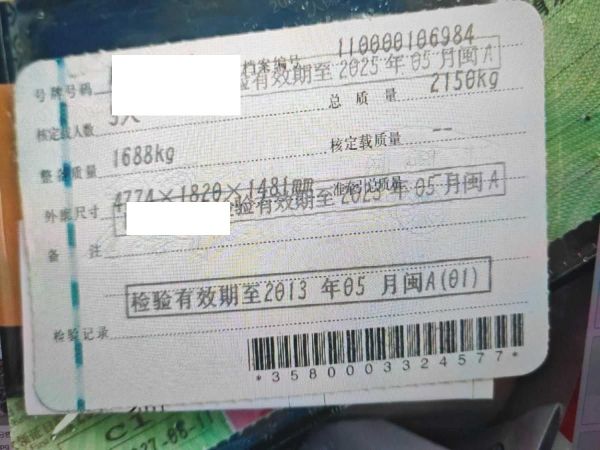 号牌号码 档案编号 110000106984
验有效期至2025年05月闽A
核定载人数 5人 总质量 2150kg
整备质量 1688kg 核定载质量 --
外廓尺寸 4774×1820×1481mm 准牵引总质量
检验有效期至2023年05月闽A
备注
检验有效期至2013年05月闽A(01)
检验记录
*3580003324577*